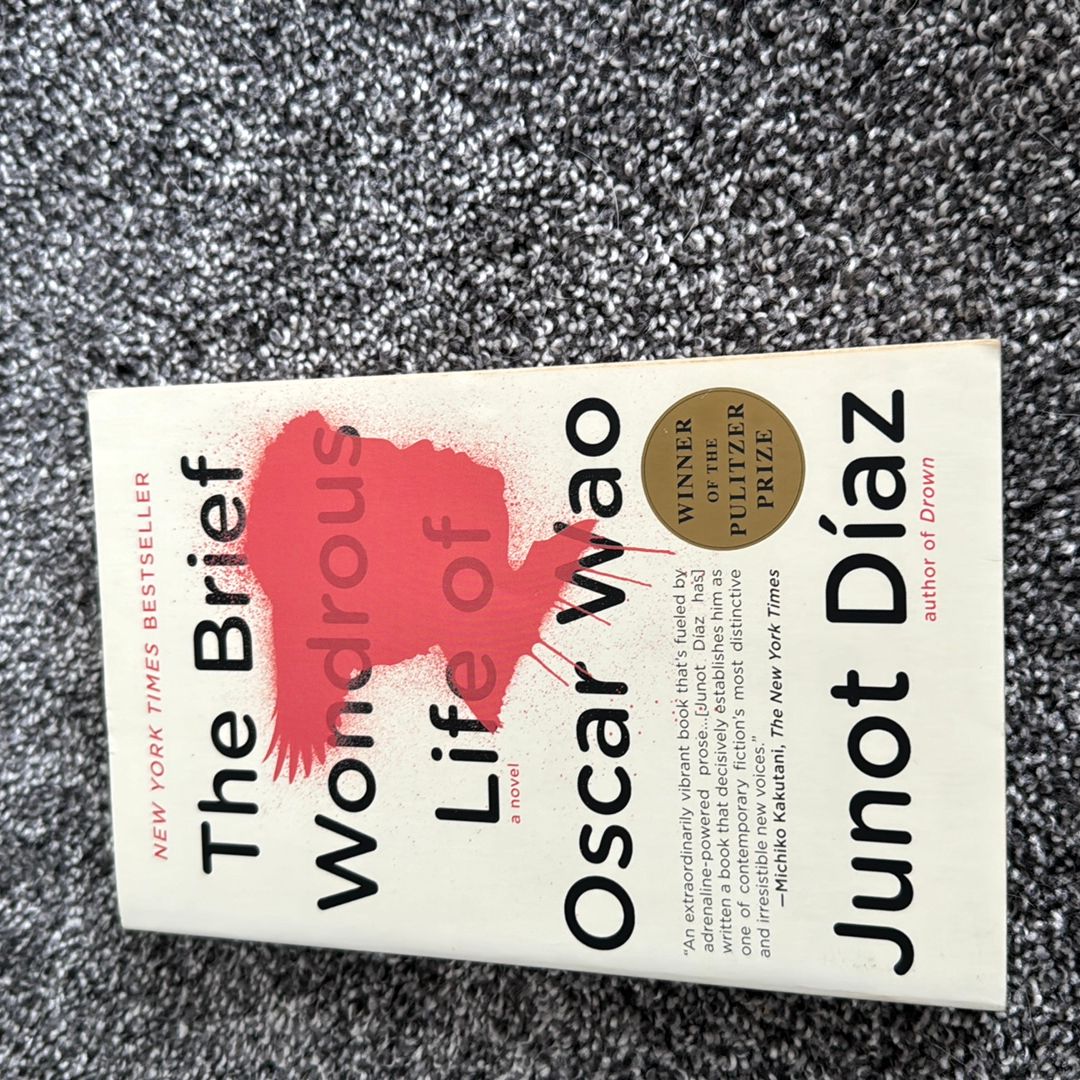 NEW YORK TIMES BESTSELLER
The Brief
Wondrous
Life of
a novel
Oscar Wao
WINNER
OF THE
PULITZER
PRIZE
“An extraordinarily vibrant book that's fueled by
adrenaline-powered prose...[Junot Díaz has]
written a book that decisively establishes him as
one of contemporary fiction's most distinctive
and irresistible new voices.”
—Michiko Kakutani, The New York Times
Junot Díaz
author of Drown